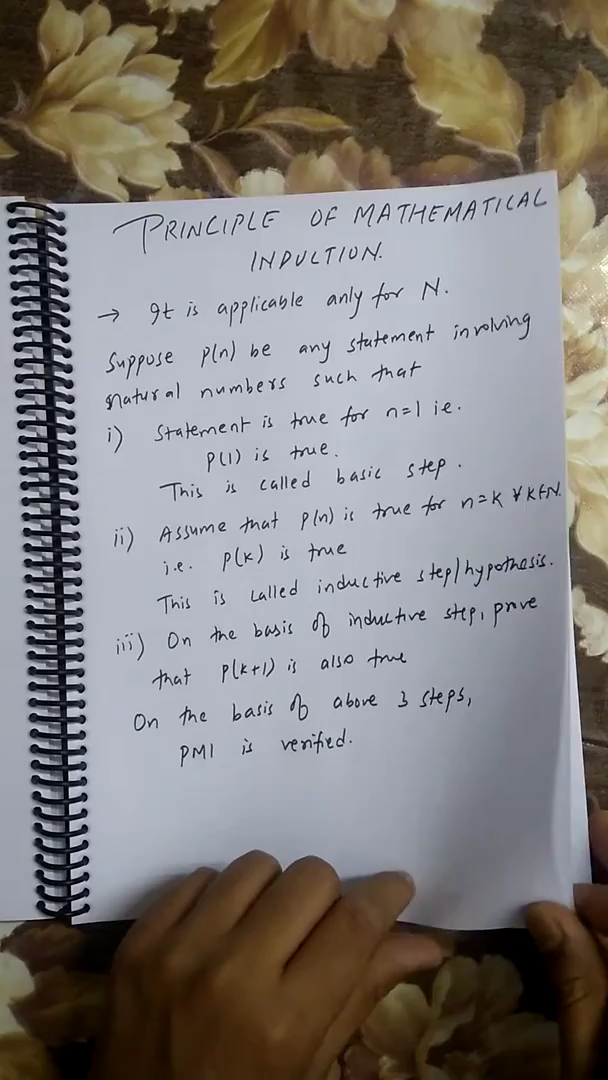 PRINCIPLE OF MATHEMATICAL
INDUCTION.
→ It is applicable only for N.
Suppose P(n) be any statement involving
natural numbers such that
i) Statement is true for n=1 i.e.
P(1) is true.
This is called basic step.
ii) Assume that P(n) is true for n=k ∀ k∈N.
i.e. P(k) is true
This is called inductive step/hypothesis.
iii) On the basis of inductive step, prove
that P(k+1) is also true
On the basis of above 3 steps,
PMI is verified.